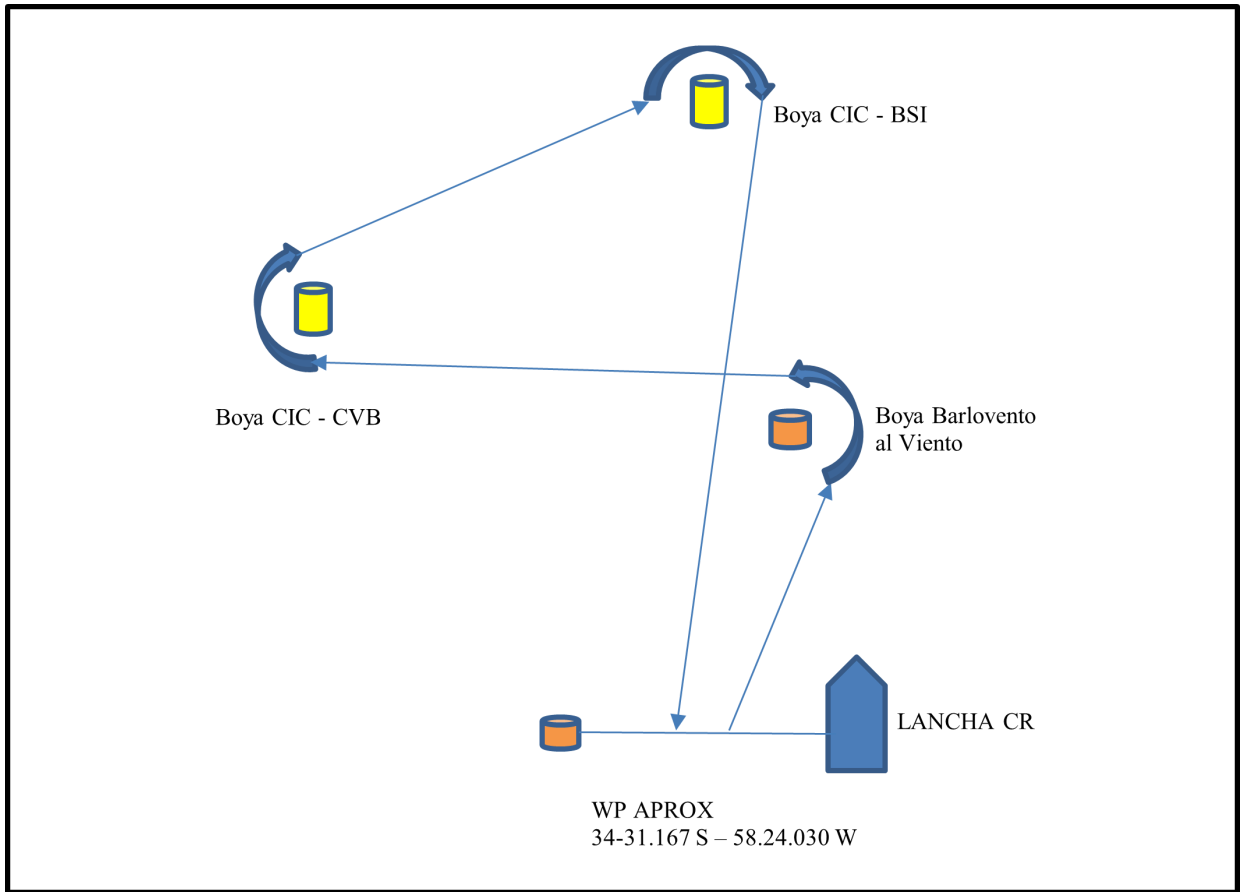 Boya CIC - BSI
Boya CIC - CVB
Boya Barlovento
al Viento
LANCHA CR
WP APROX
34-31.167 S – 58.24.030 W